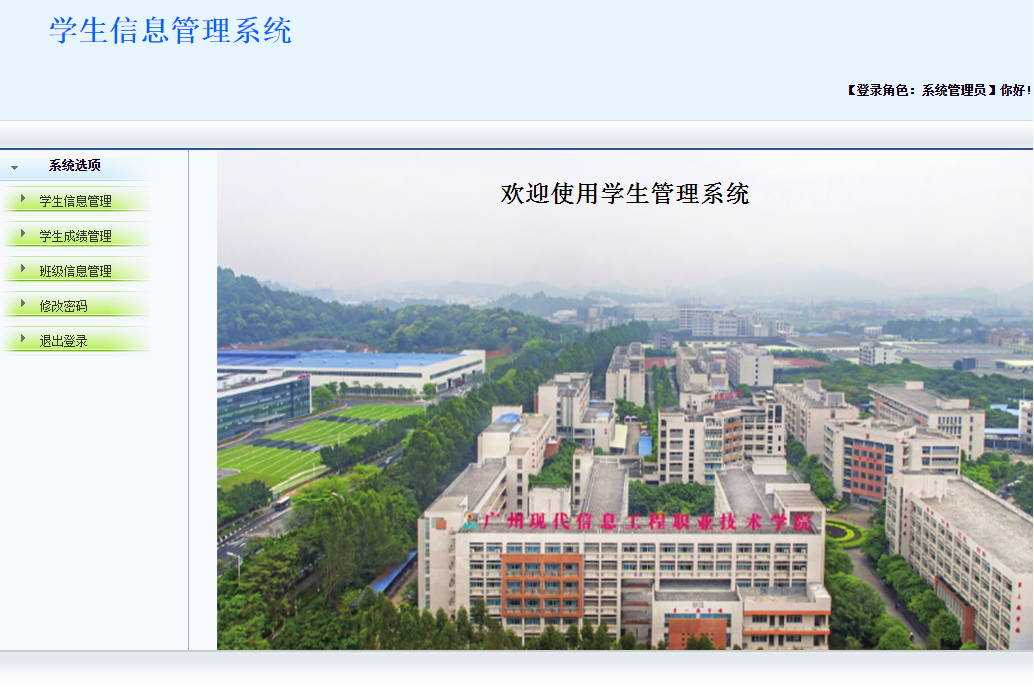 学生信息管理系统
【登录角色：系统管理员】你好!
系统选项
学生信息管理
学生成绩管理
班级信息管理
修改密码
退出登录
欢迎使用学生管理系统
广州现代信息工程职业技术学院